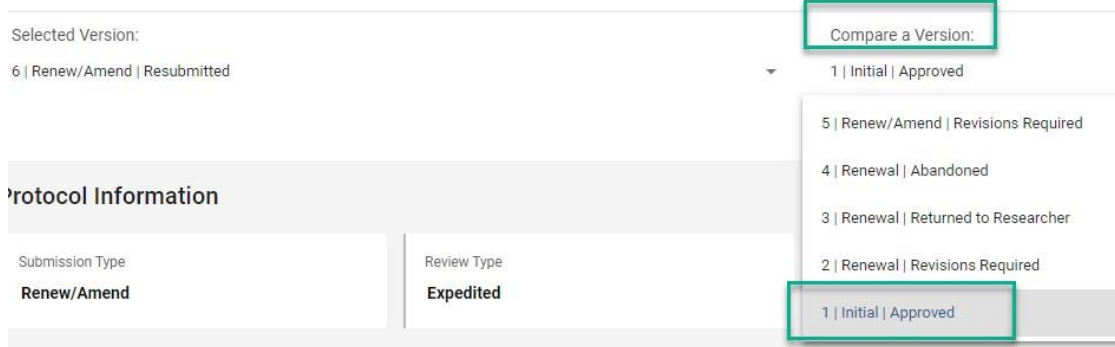 Selected Version:
6 | Renew/Amend | Resubmitted
Compare a Version:
1 | Initial | Approved
5 | Renew/Amend | Revisions Required
4 | Renewal | Abandoned
3 | Renewal | Returned to Researcher
2 | Renewal | Revisions Required
1 | Initial | Approved
Protocol Information
Submission Type
Renew/Amend
Review Type
Expedited